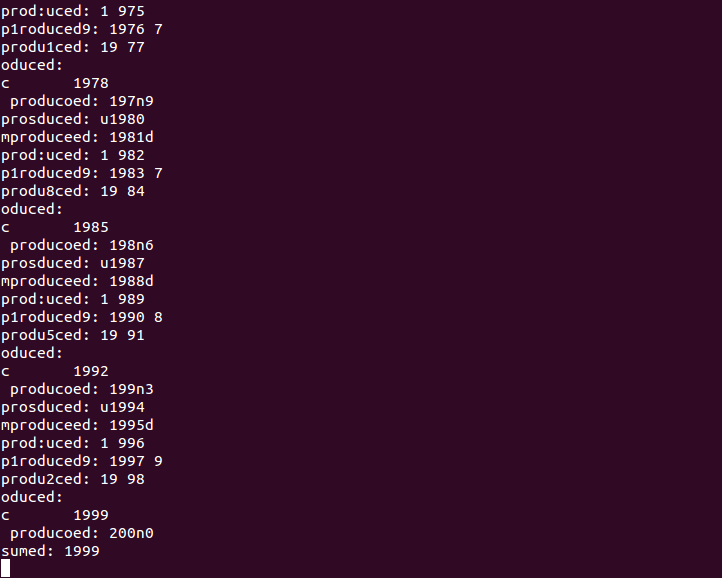 prod:uced: 1 975
p1roduced9: 1976 7
produ1ced: 19 77
oduced:
c       1978
 producoed: 197n9
prosduced: u1980
mproduceed: 1981d
prod:uced: 1 982
p1roduced9: 1983 7
produ8ced: 19 84
oduced:
c       1985
 producoed: 198n6
prosduced: u1987
mproduceed: 1988d
prod:uced: 1 989
p1roduced9: 1990 8
produ5ced: 19 91
oduced:
c       1992
 producoed: 199n3
prosduced: u1994
mproduceed: 1995d
prod:uced: 1 996
p1roduced9: 1997 9
produ2ced: 19 98
oduced:
c       1999
 producoed: 200n0
sumed: 1999